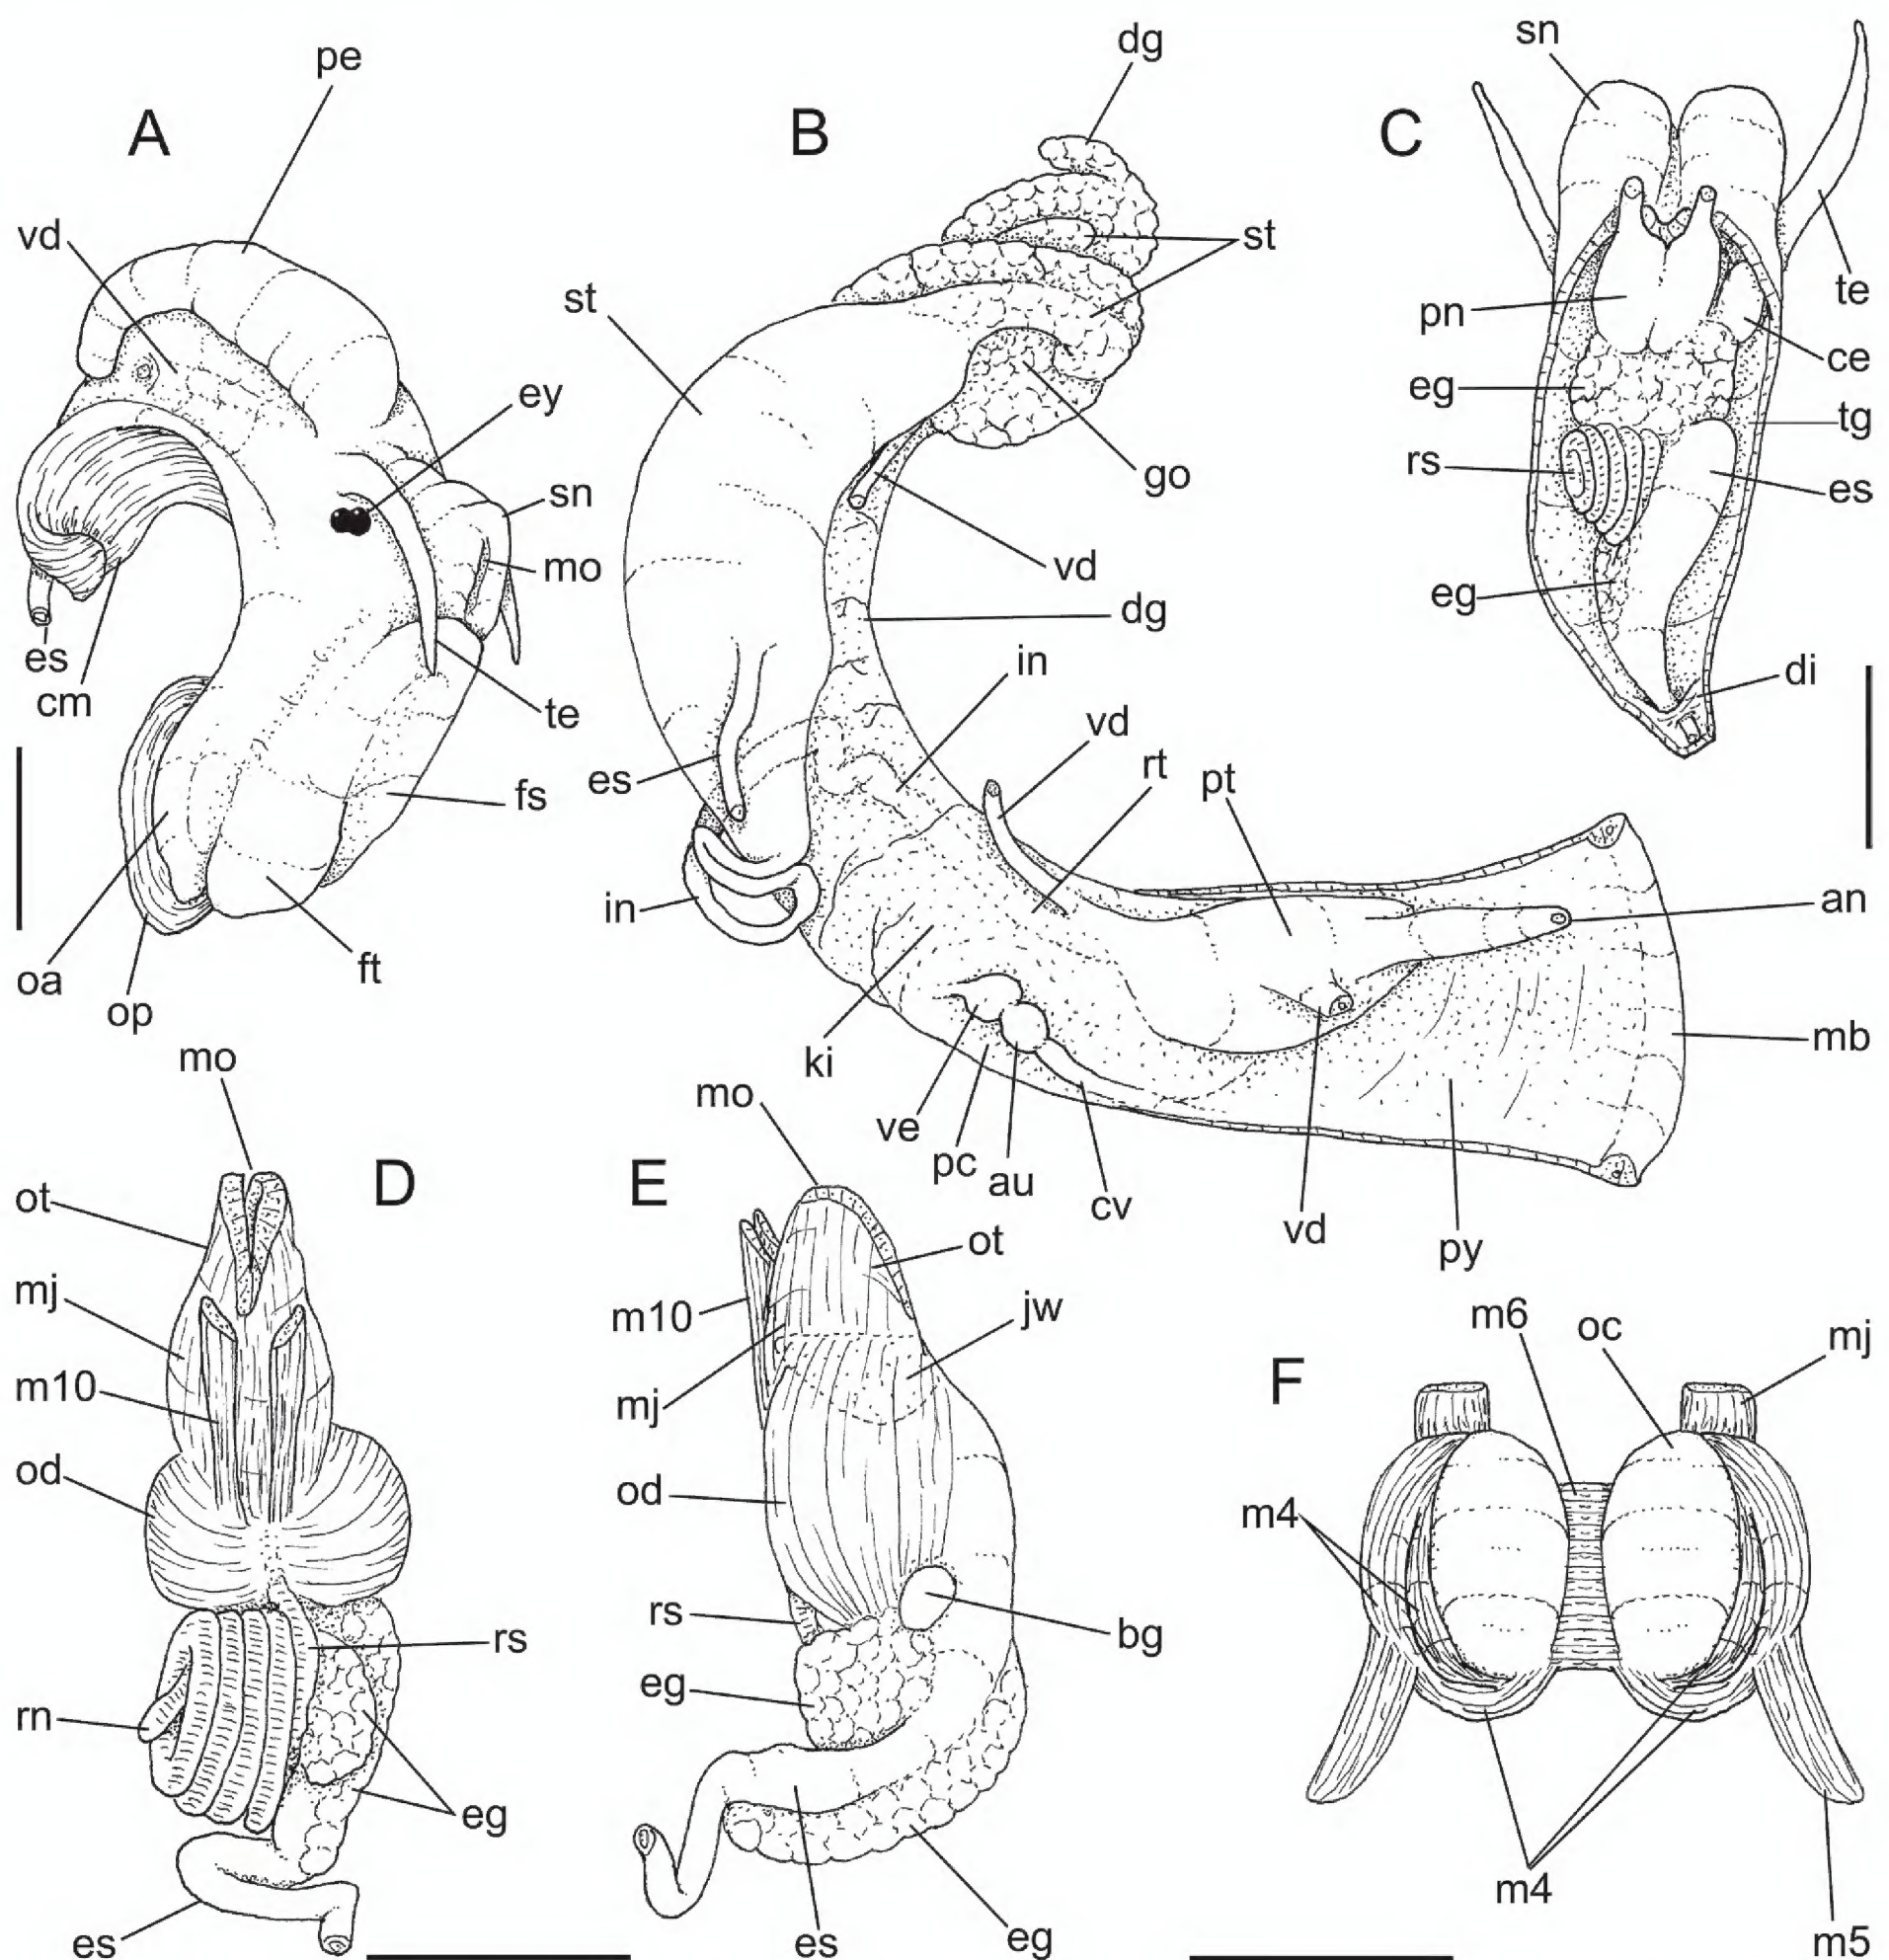 A
pe
vd
ey
sn
mo
es
cm
te
fs
oa
op
ft
B
dg
st
st
go
vd
dg
in
es
vd
rt
pt
in
an
ki
mb
ve
pc
au
cv
vd
py
C
sn
te
pn
ce
eg
tg
rs
es
eg
di
D
mo
ot
mj
m10
od
rs
rn
eg
es
E
mo
ot
m10
jw
mj
od
rs
bg
eg
es
eg
F
m6
oc
mj
m4
m4
m5